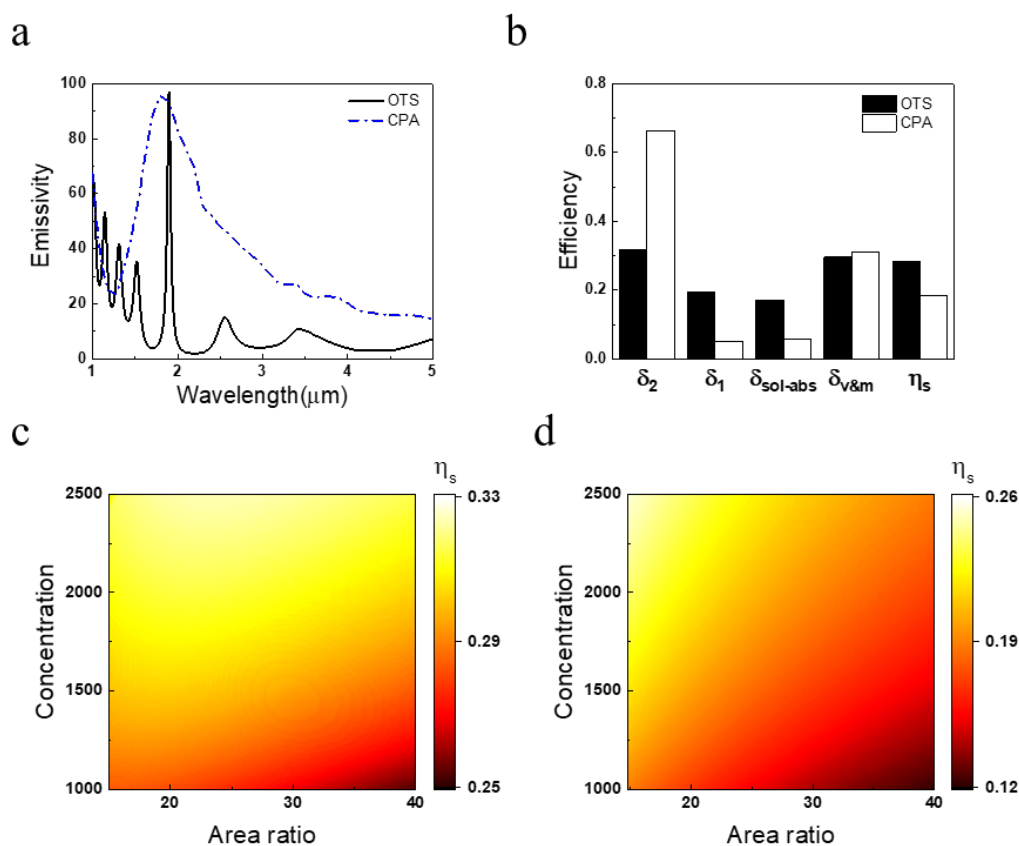 a
100
80
60
40
20
0
Emissivity
OTS
CPA
1
2
3
4
5
Wavelength(μm)
b
0.8
0.6
0.4
0.2
0.0
Efficiency
OTS
CPA
δ2
δ1
δsol-abs
δv&m
ηs
c
2500
2000
1500
1000
Concentration
20
30
40
Area ratio
ηs
0.33
0.29
0.25
d
2500
2000
1500
1000
Concentration
20
30
40
Area ratio
ηs
0.26
0.19
0.12